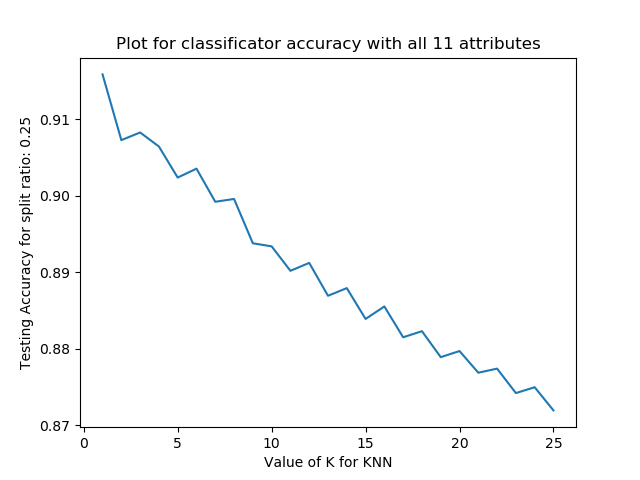 Plot for classificator accuracy with all 11 attributes
Testing Accuracy for split ratio: 0.25
0.91
0.90
0.89
0.88
0.87
0 5 10 15 20 25
Value of K for KNN